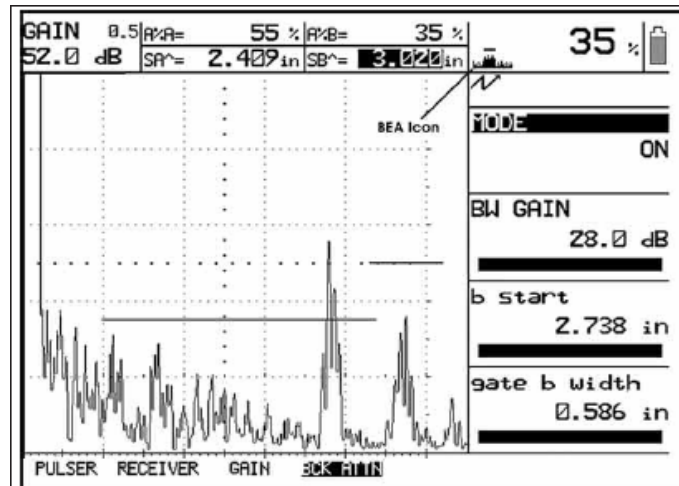 GAIN 0.5 A%A= 55 % A%B= 35 % 35 %
52.0 dB SA^= 2.409 in SB^= 3.020 in
BEA Icon
MODE
ON
BW GAIN
28.0 dB
b start
2.738 in
gate b width
0.586 in
PULSER RECEIVER GAIN BCK ATTN